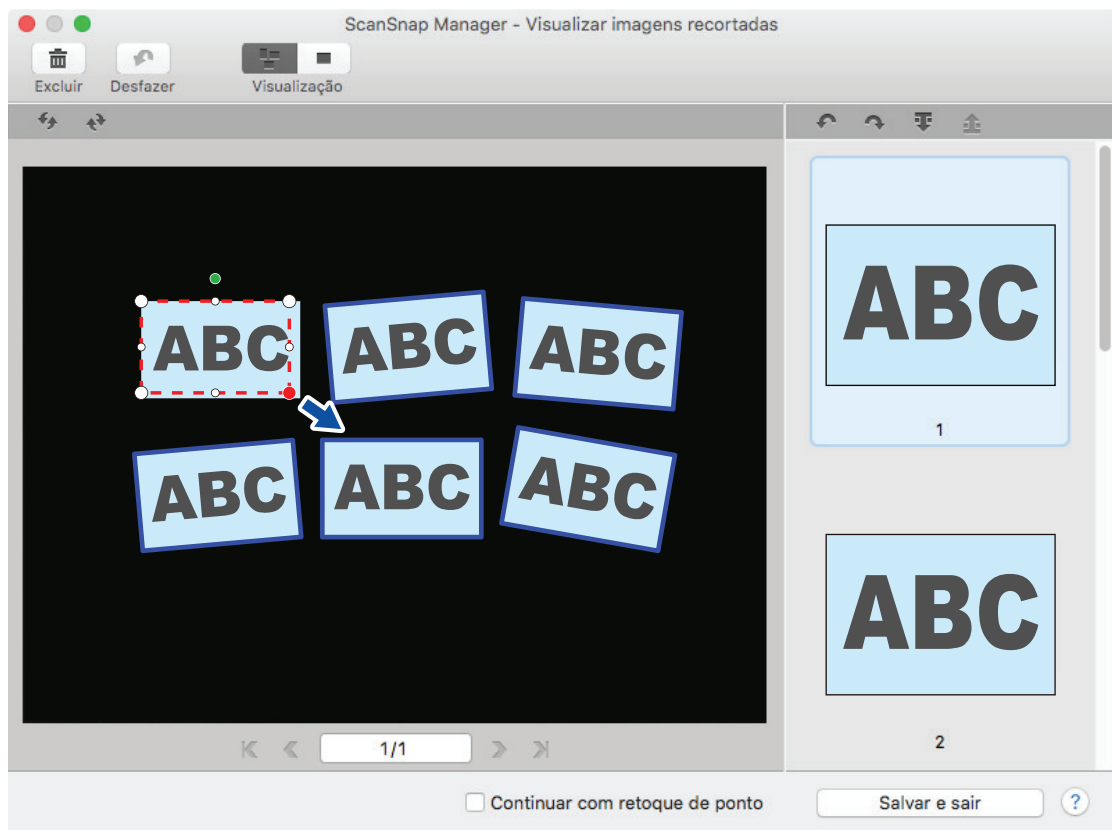 ScanSnap Manager - Visualizar imagens recortadas
Excluir Desfazer Visualização
ABC ABC ABC
ABC ABC ABC
1/1
ABC
1
ABC
2
Continuar com retoque de ponto Salvar e sair ?